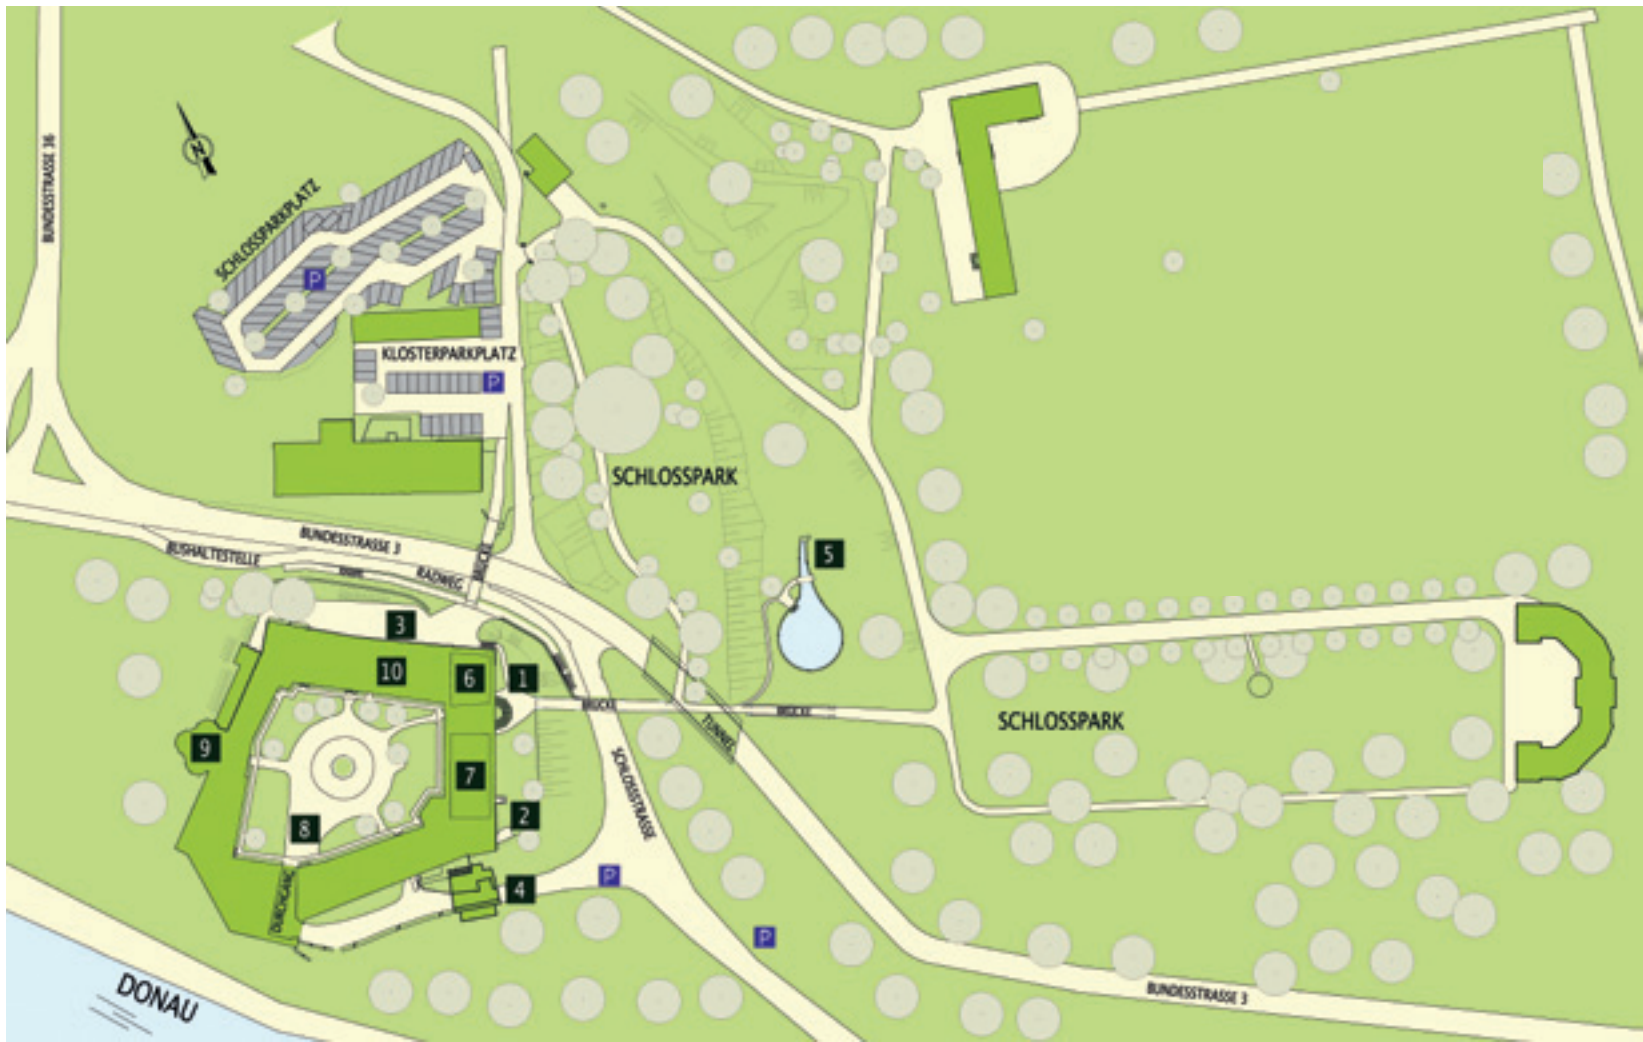 BUNDESSTRASSE 36
N
SCHLOSSPARKPLATZ
P
KLOSTERPARKPLATZ
P
SCHLOSSPARK
BUNDESSTRASSE 3
BUSHALTESTELLE
RADWEG
BRÜCKE
5
3
10
6
1
BRÜCKE
BRÜCKE
TUNNEL
SCHLOSSPARK
9
7
8
2
SCHLOSSSTRASSE
4
P
DURCHGANG
P
DONAU
BUNDESSTRASSE 3